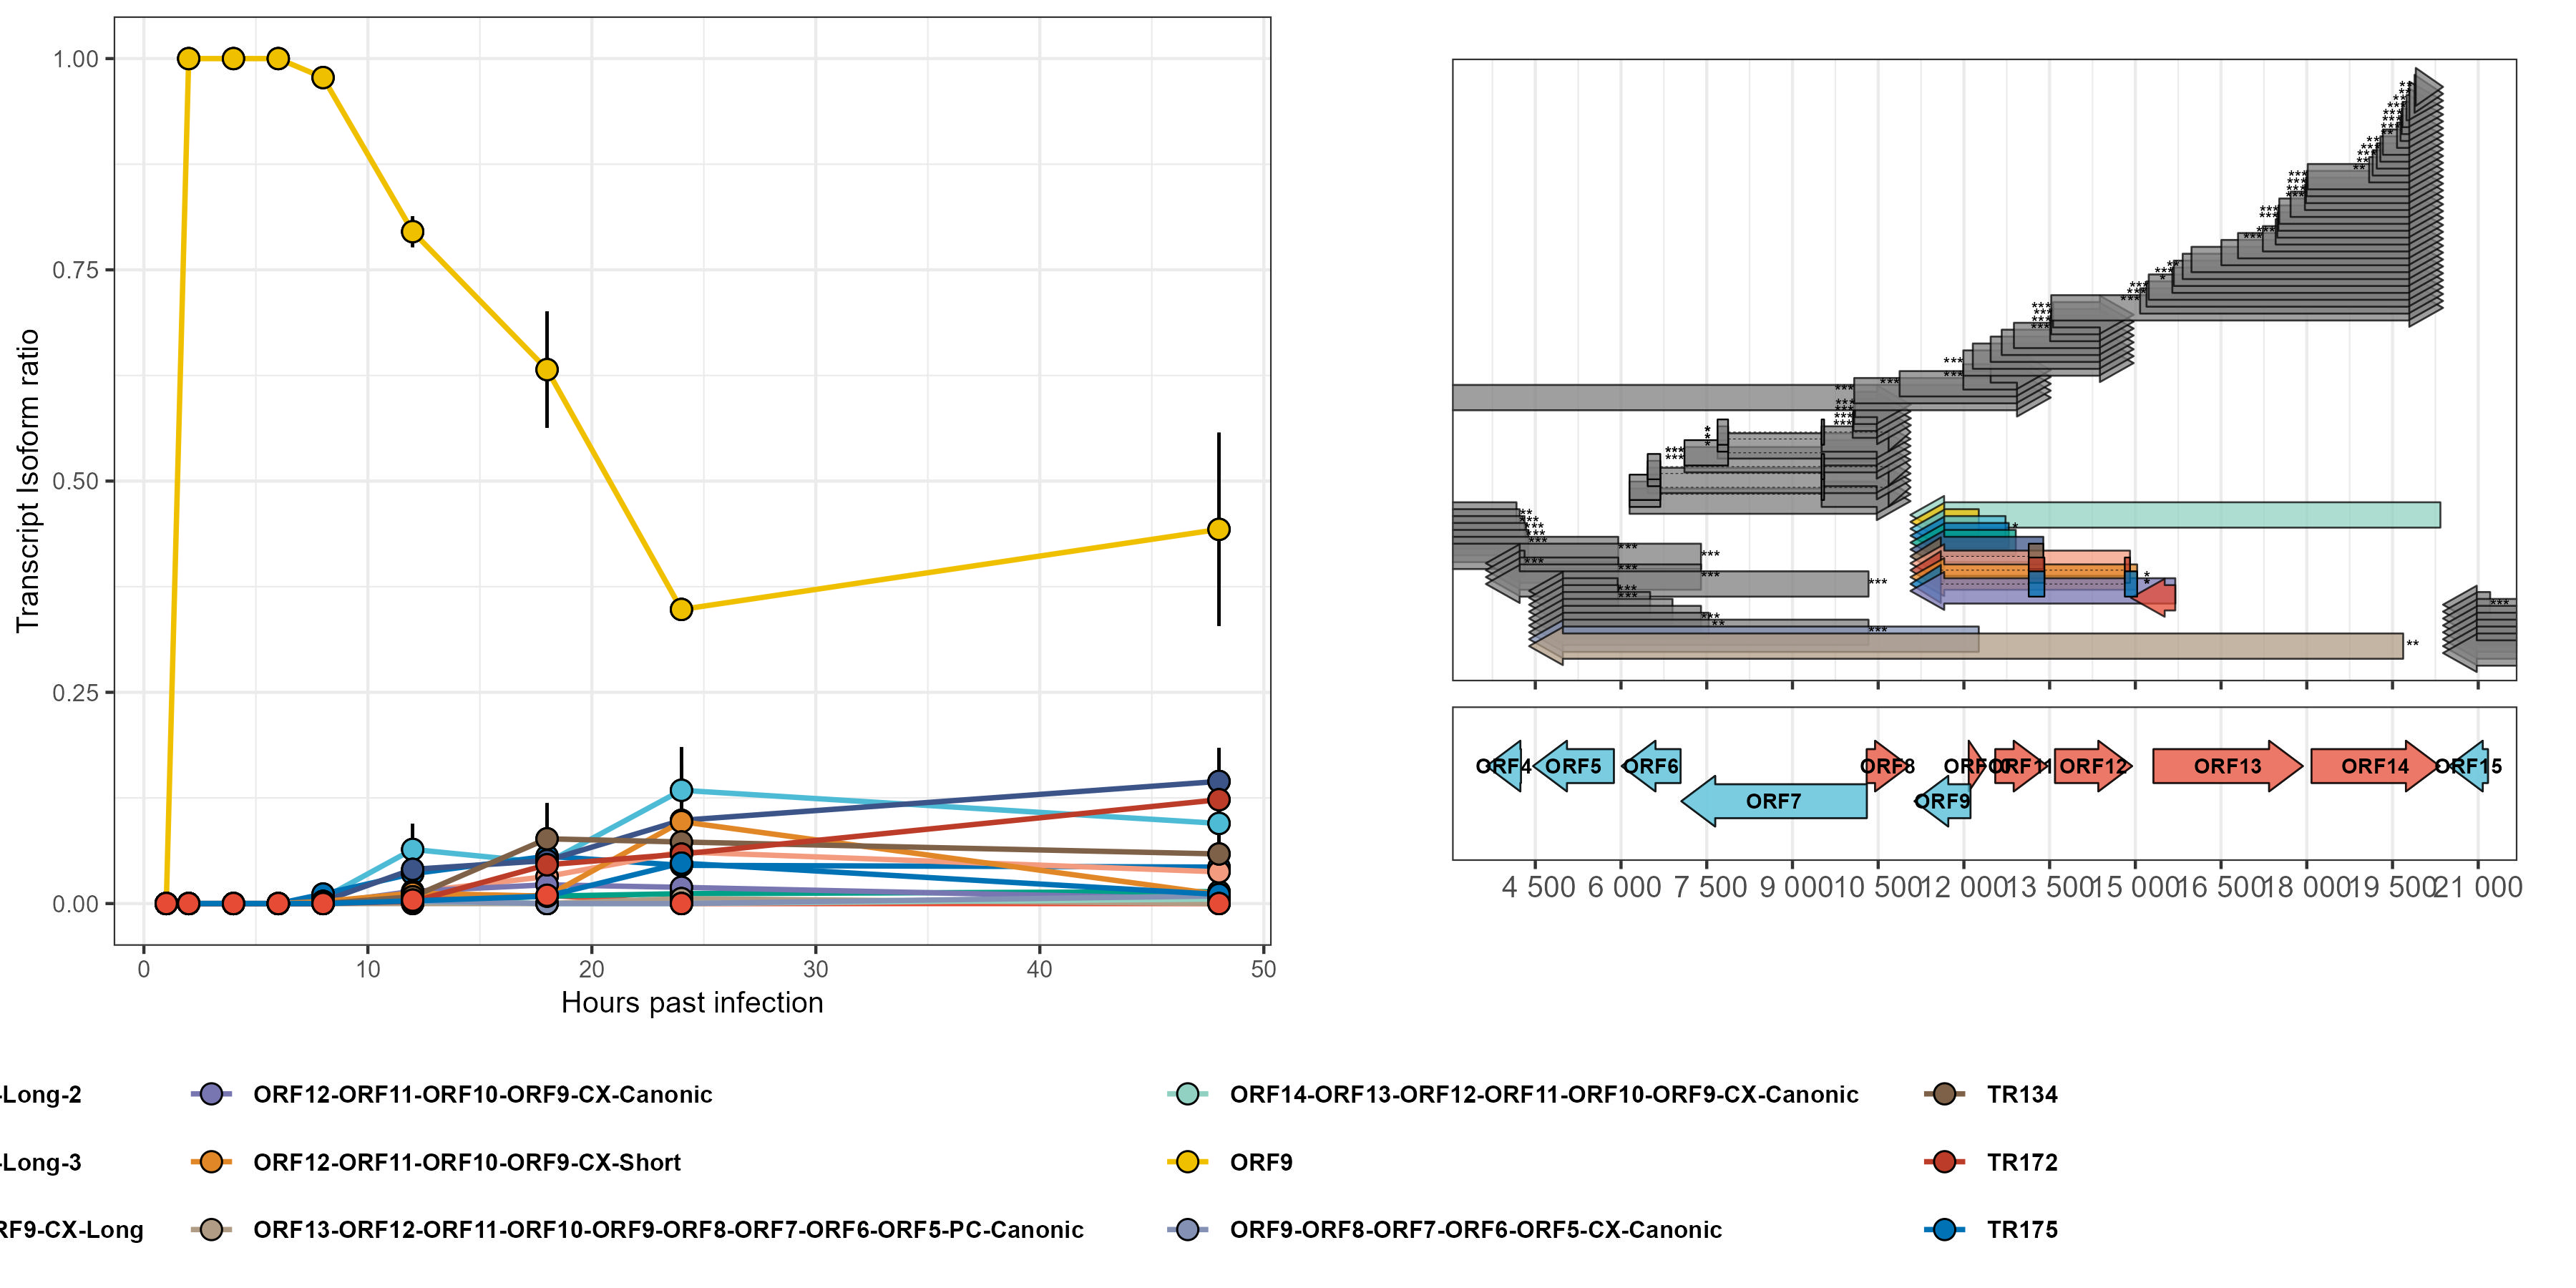 1.00
0.75
0.50
0.25
0.00
Transcript Isoform ratio
0 10 20 30 40 50
Hours past infection
ORF4 ORF5 ORF6 ORF8 ORF11 ORF12 ORF13 ORF14 ORF15
ORF7 ORF9
4 500 6 000 7 500 9 000 10 500 12 000 13 500 15 000 16 500 18 000 19 500 21 000
-Long-2 ORF12-ORF11-ORF10-ORF9-CX-Canonic ORF14-ORF13-ORF12-ORF11-ORF10-ORF9-CX-Canonic TR134
-Long-3 ORF12-ORF11-ORF10-ORF9-CX-Short ORF9 TR172
RF9-CX-Long ORF13-ORF12-ORF11-ORF10-ORF9-ORF8-ORF7-ORF6-ORF5-PC-Canonic ORF9-ORF8-ORF7-ORF6-ORF5-CX-Canonic TR175